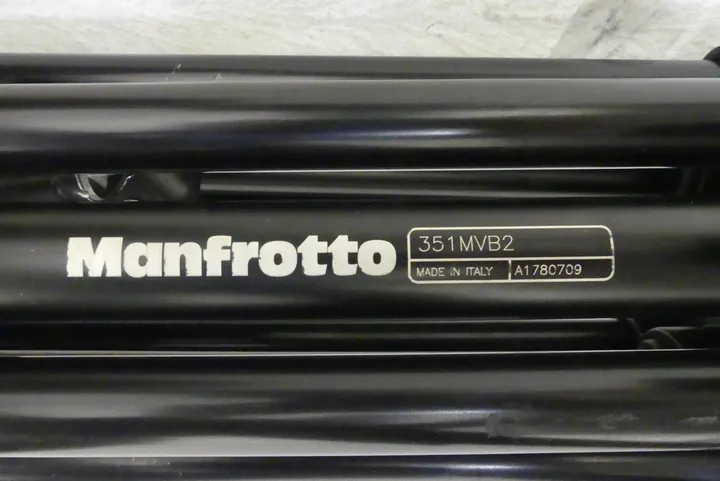 Manfrotto
351MVB2
MADE IN ITALY A1780709